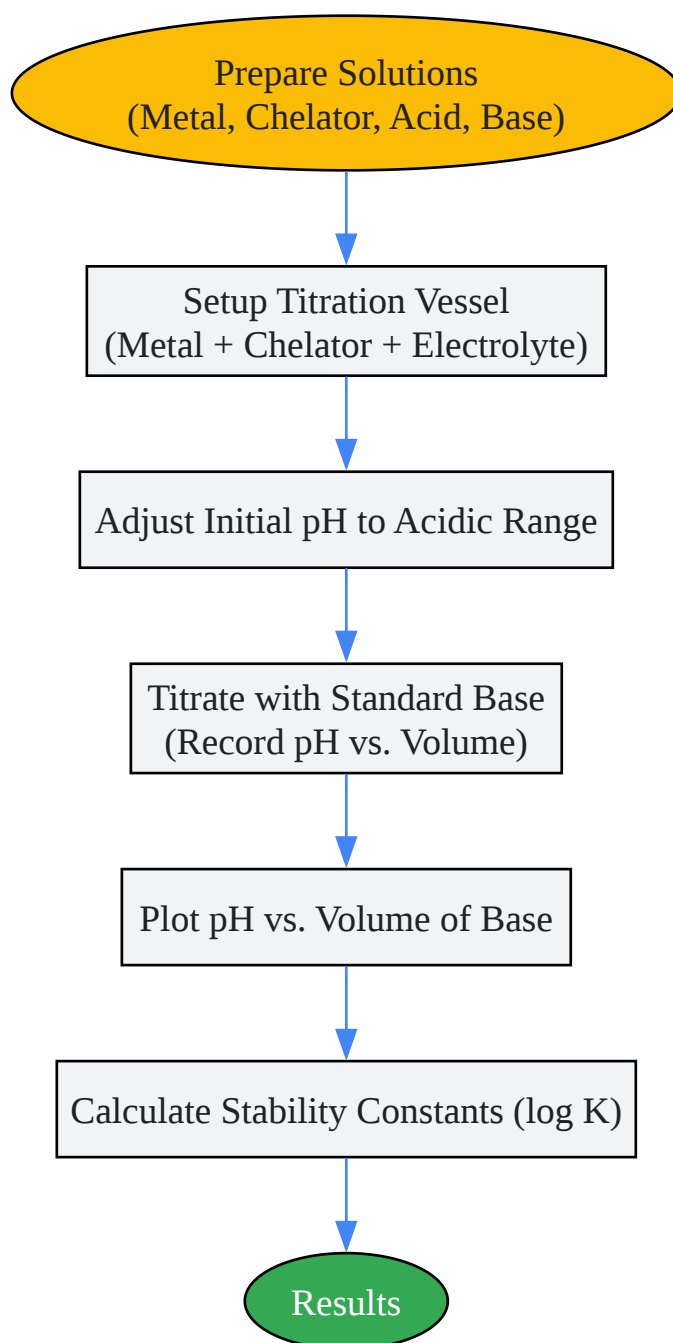 Prepare Solutions
(Metal, Chelator, Acid, Base)
Setup Titration Vessel
(Metal + Chelator + Electrolyte)
Adjust Initial pH to Acidic Range
Titrate with Standard Base
(Record pH vs. Volume)
Plot pH vs. Volume of Base
Calculate Stability Constants (log K)
Results